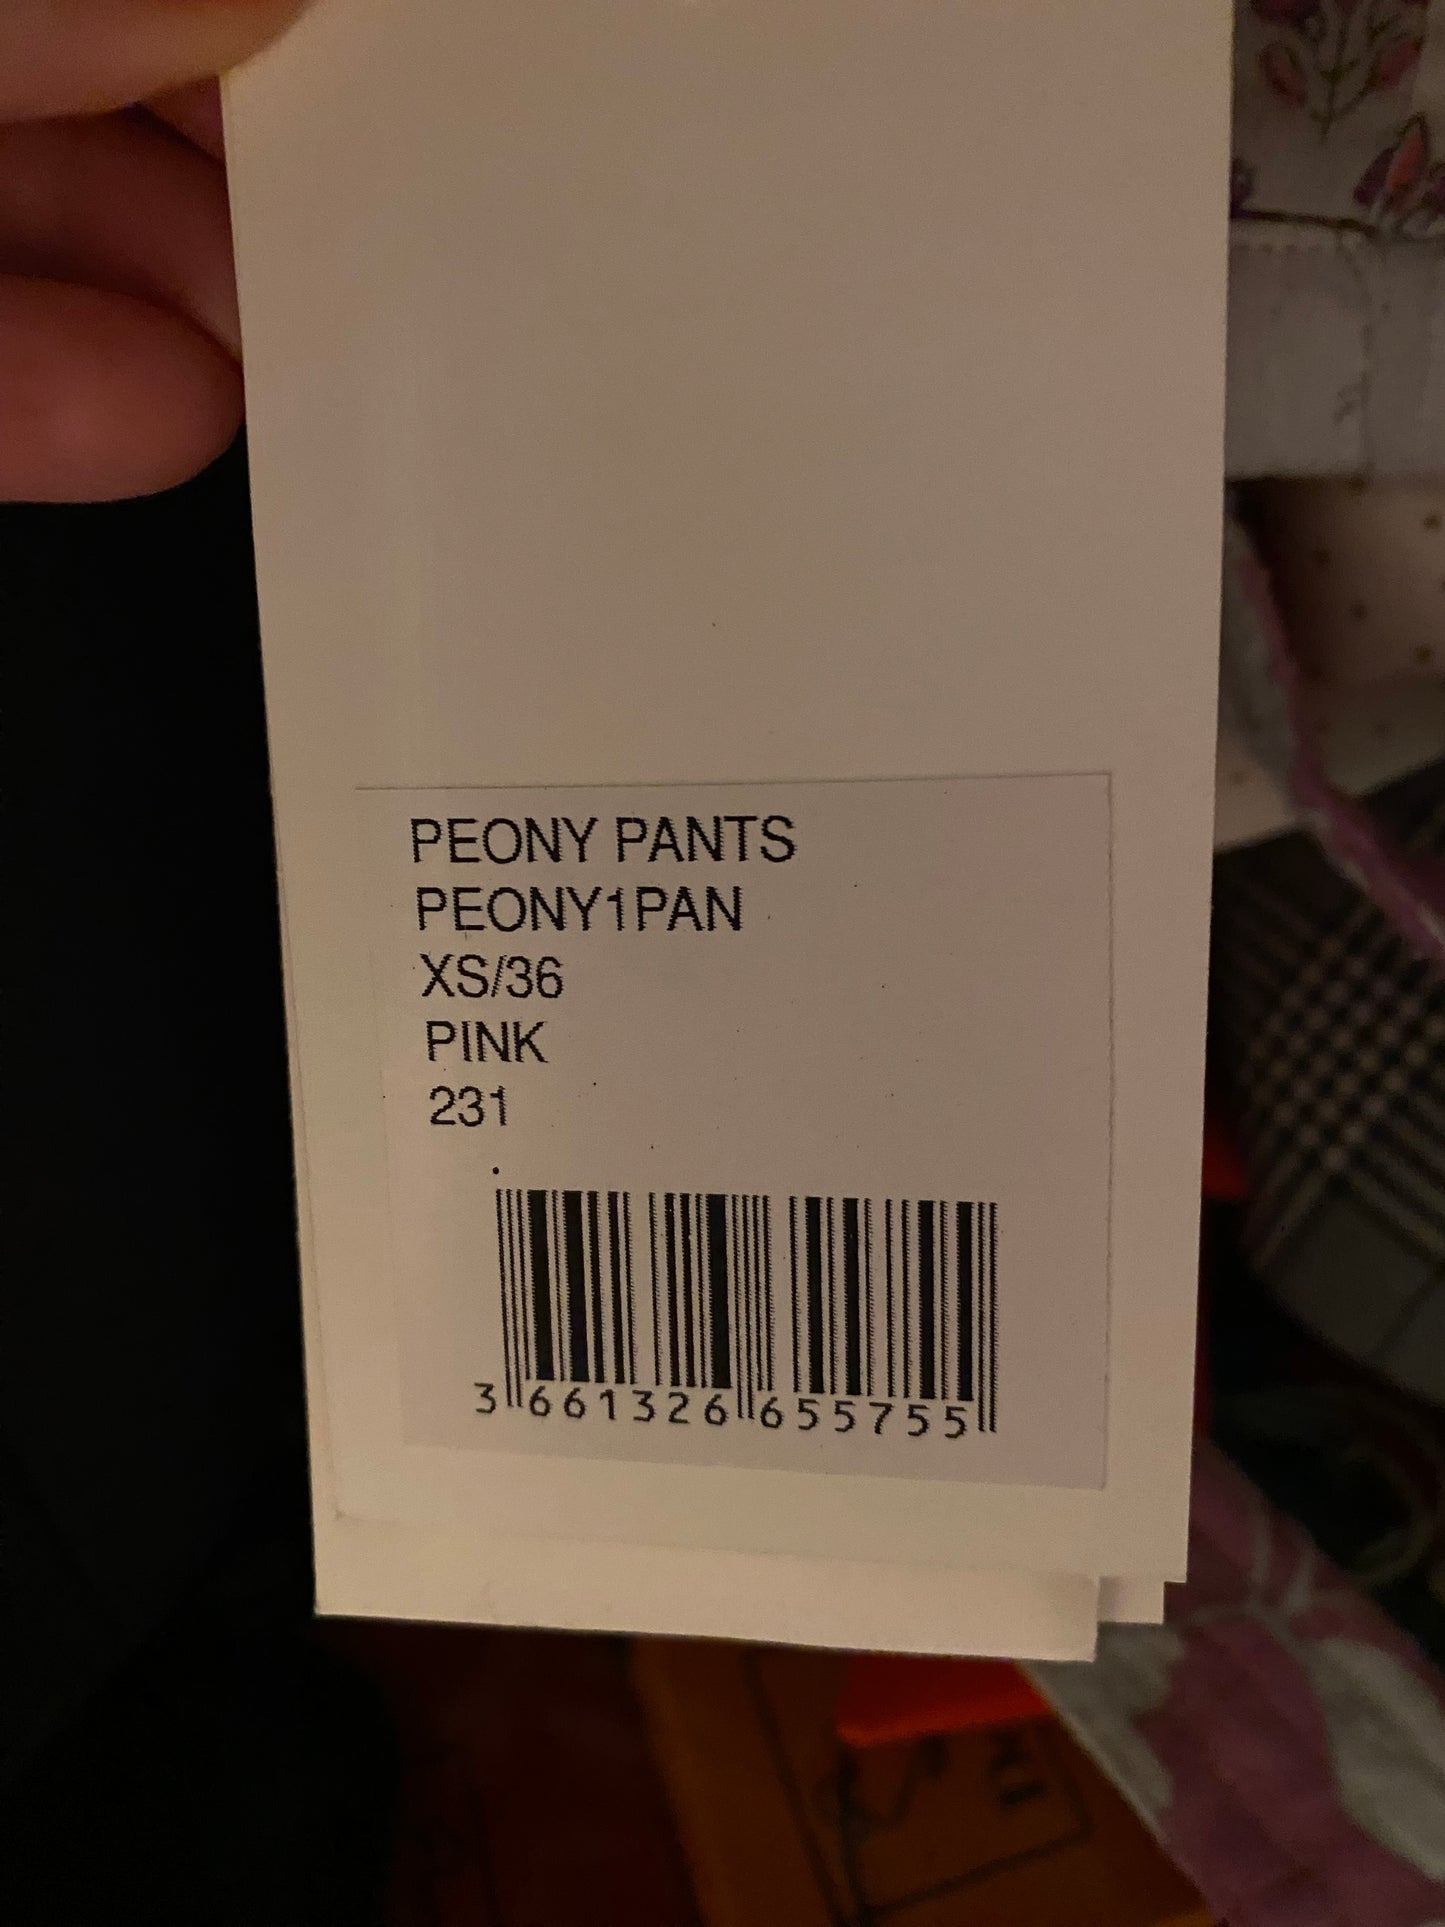 PEONY PANTS
PEONY1PAN
XS/36
PINK
231
3 661326 655755